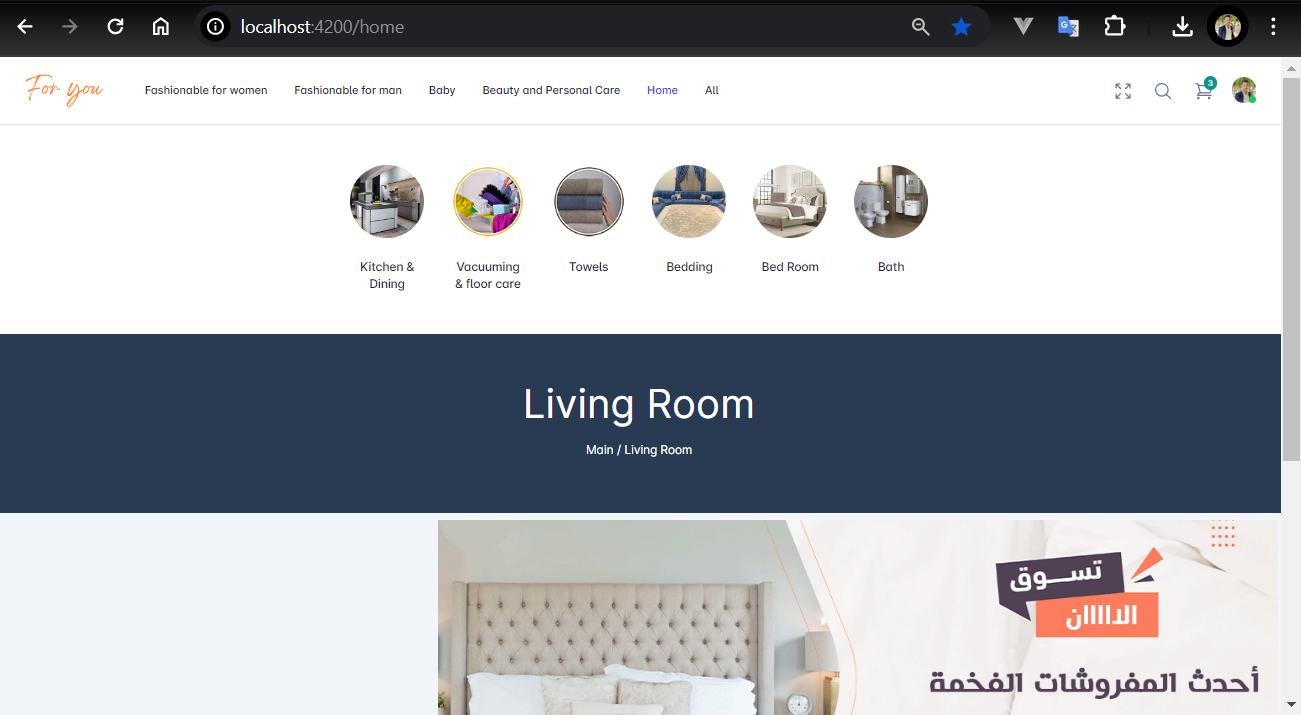 localhost:4200/home
For you
Fashionable for women
Fashionable for man
Baby
Beauty and Personal Care
Home
All
3
Kitchen &
Dining
Vacuuming
& floor care
Towels
Bedding
Bed Room
Bath
Living Room
Main / Living Room
تســوق
الاااان
أحدث المفروشات الفخمة